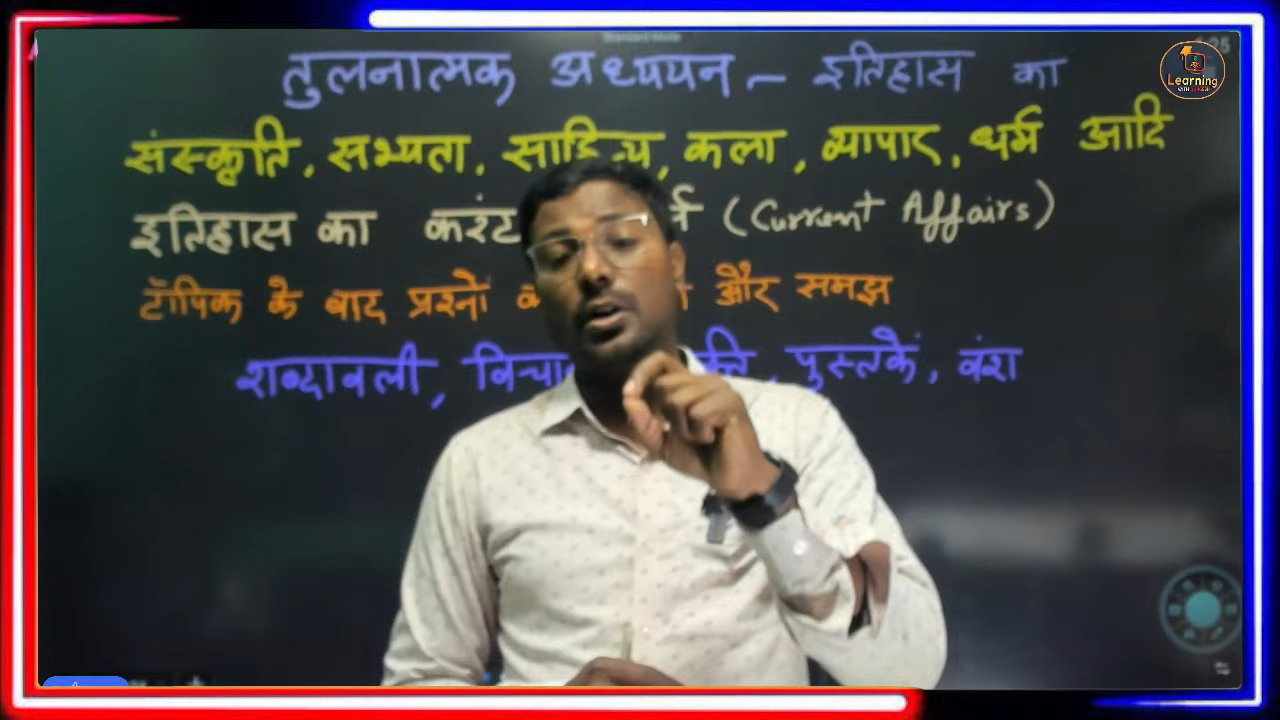 तुलनात्मक अध्ययन - इतिहास का
Learning
संस्कृति, सभ्यता, साहित्य, कला, व्यापार, धर्म आदि
इतिहास का करंट (Current Affairs)
टॉपिक के बाद प्रश्नों और समझ
शब्दावली, पुस्तकें, वंश